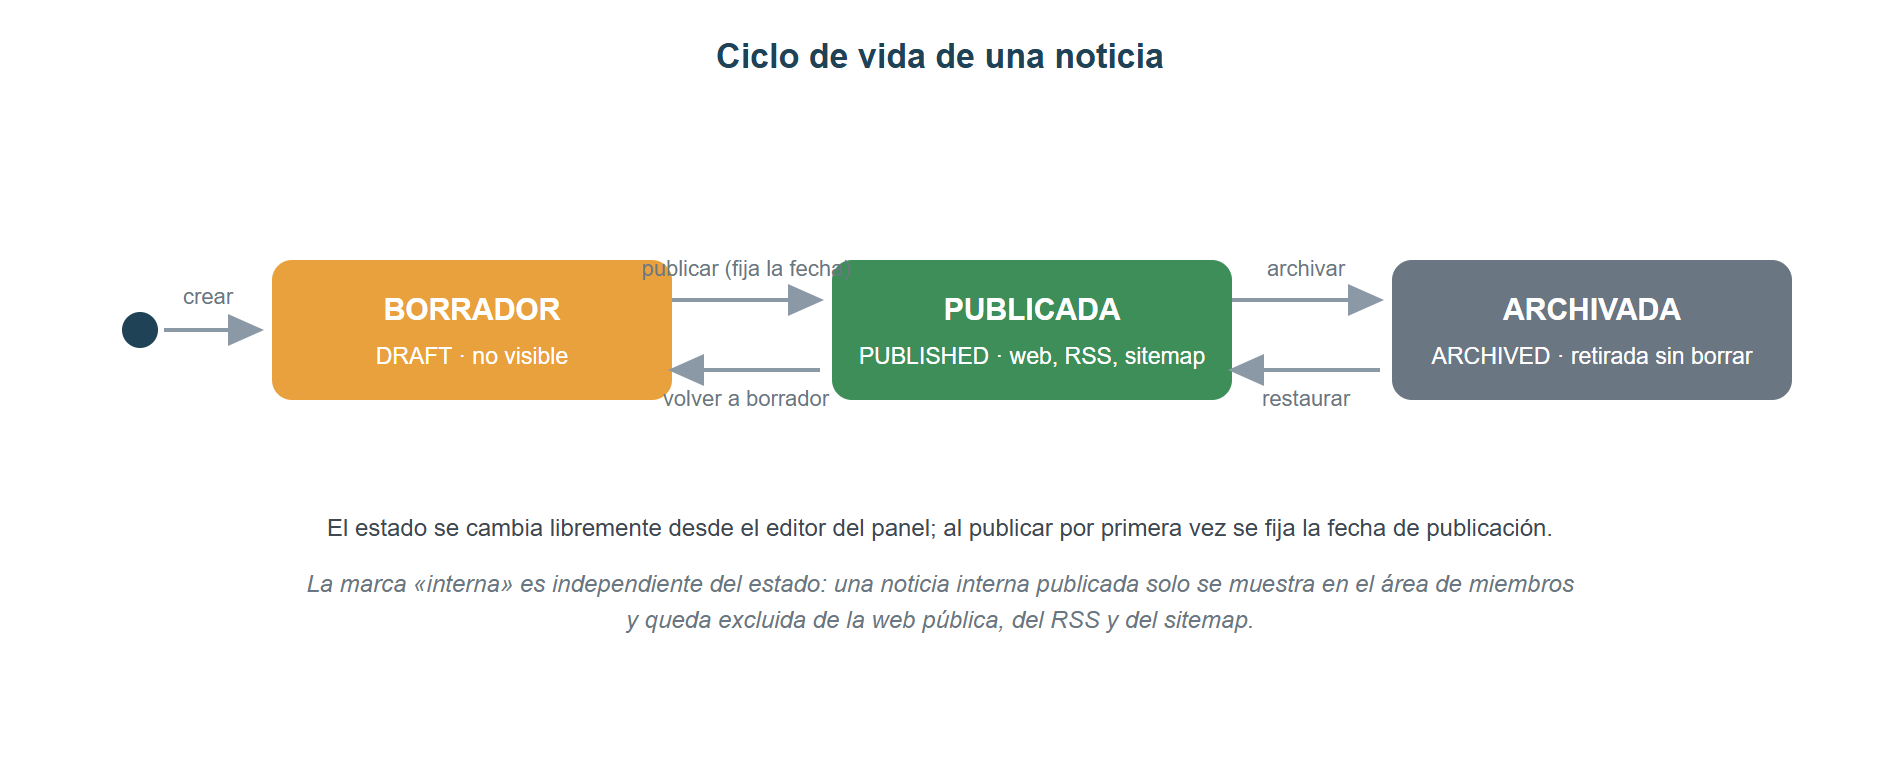 Ciclo de vida de una noticia
crear
publicar (fija la fecha)
archivar
BORRADOR
DRAFT · no visible
PUBLICADA
PUBLISHED · web, RSS, sitemap
ARCHIVADA
ARCHIVED · retirada sin borrar
volver a borrador
restaurar
El estado se cambia libremente desde el editor del panel; al publicar por primera vez se fija la fecha de publicación.
La marca «interna» es independiente del estado: una noticia interna publicada solo se muestra en el área de miembros
y queda excluida de la web pública, del RSS y del sitemap.